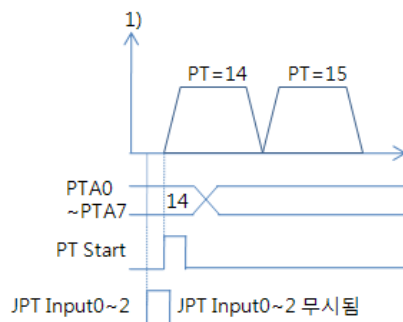 1)
PT=14 PT=15
PTA0
~PTA7
14
PT Start
JPT Input0~2
JPT Input0~2 무시됨